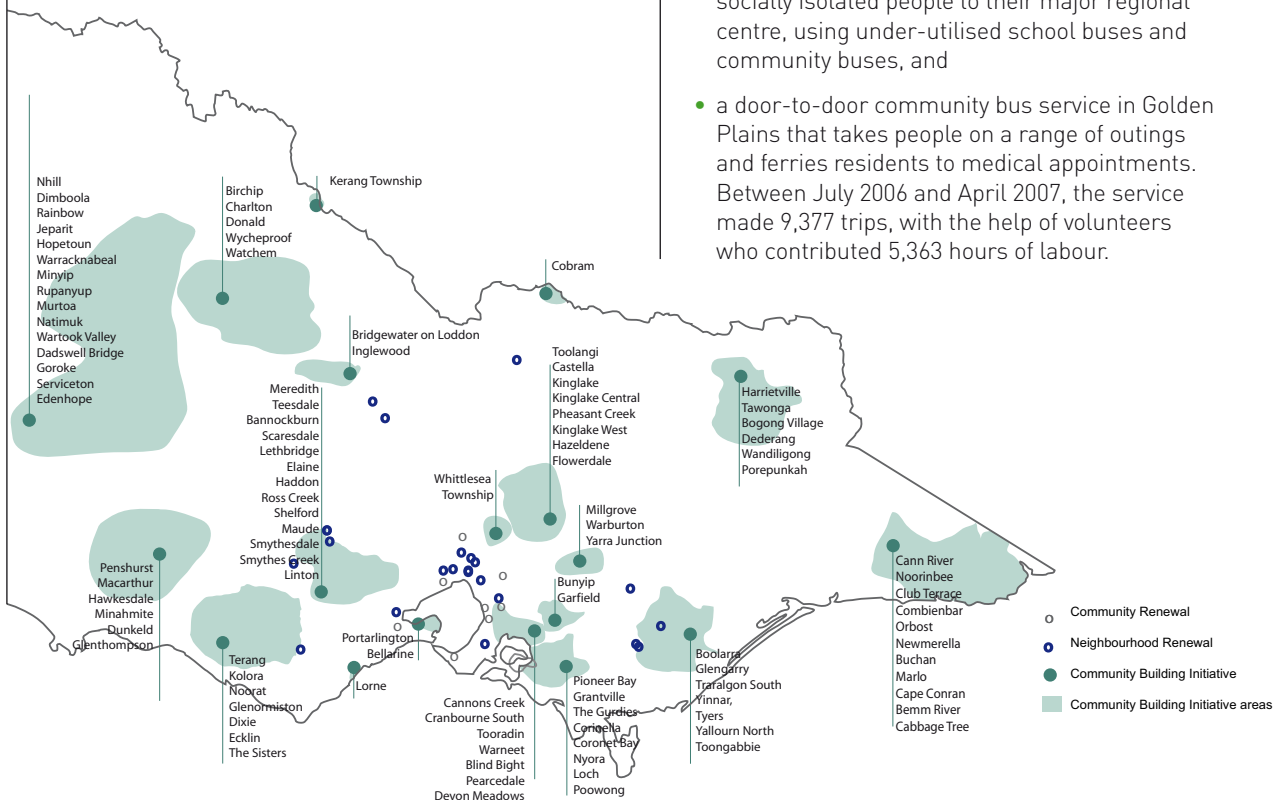 socially isolated people to their major regional
centre, using under-utilised school buses and
community buses, and
• a door-to-door community bus service in Golden
Plains that takes people on a range of outings
and ferries residents to medical appointments.
Between July 2006 and April 2007, the service
made 9,377 trips, with the help of volunteers
who contributed 5,363 hours of labour.
Nhill
Dimboola
Rainbow
Jeparit
Hopetoun
Warracknabeal
Minyip
Rupanyup
Murtoa
Natimuk
Wartook Valley
Dadswell Bridge
Goroke
Serviceton
Edenhope
Birchip
Charlton
Donald
Wycheproof
Watchem
Kerang Township
Cobram
Bridgewater on Loddon
Inglewood
Meredith
Teesdale
Bannockburn
Scaresdale
Lethbridge
Elaine
Haddon
Ross Creek
Shelford
Maude
Smythesdale
Smythes Creek
Linton
Toolangi
Castella
Kinglake
Kinglake Central
Pheasant Creek
Kinglake West
Hazeldene
Flowerdale
Harrietville
Tawonga
Bogong Village
Dederang
Wandiligong
Porepunkah
Whittlesea
Township
Millgrove
Warburton
Yarra Junction
Bunyip
Garfield
Penshurst
Macarthur
Hawkesdale
Minahmite
Dunkeld
Glenthompson
Terang
Kolora
Noorat
Glenormiston
Dixie
Ecklin
The Sisters
Portarlington
Bellarine
Lorne
Cannons Creek
Cranbourne South
Tooradin
Warneet
Blind Bight
Pearcedale
Devon Meadows
Pioneer Bay
Grantville
The Gurdies
Corinella
Coronet Bay
Nyora
Loch
Poowong
Boolarra
Glengarry
Traralgon South
Yinnar,
Tyers
Yallourn North
Toongabbie
Cann River
Noorinbee
Club Terrace
Combienbar
Orbost
Newmerella
Buchan
Marlo
Cape Conran
Bemm River
Cabbage Tree
Community Renewal
Neighbourhood Renewal
Community Building Initiative
Community Building Initiative areas